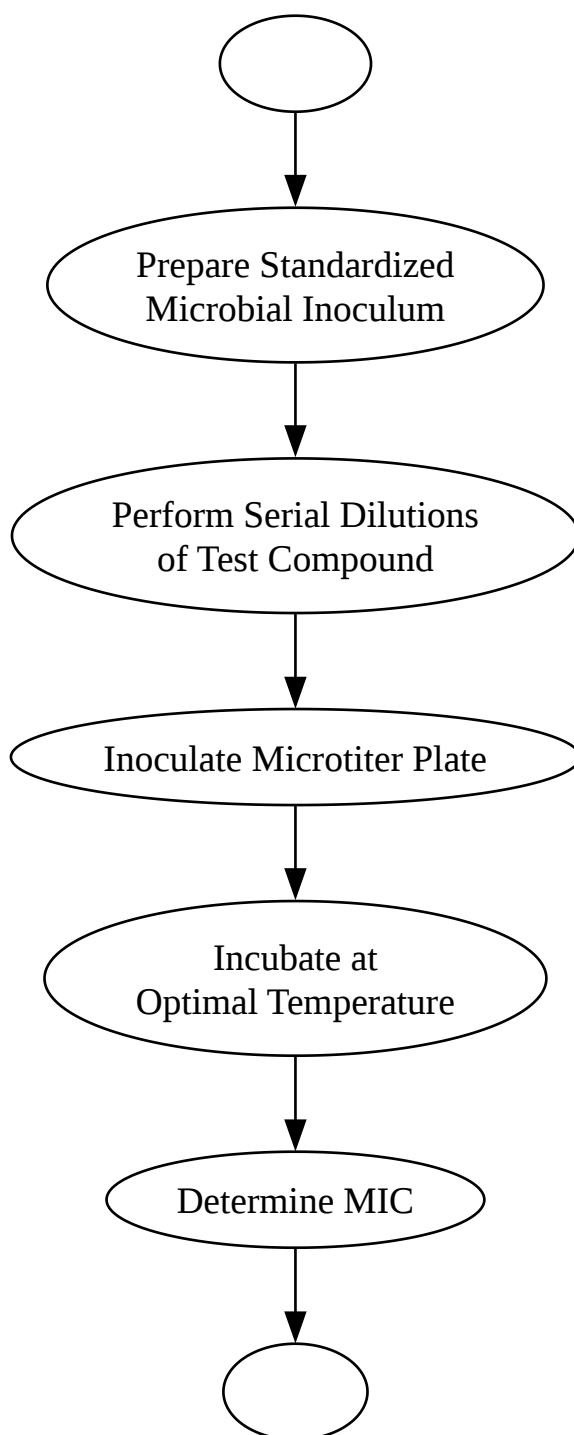 Prepare Standardized
Microbial Inoculum
Perform Serial Dilutions
of Test Compound
Inoculate Microtiter Plate
Incubate at
Optimal Temperature
Determine MIC